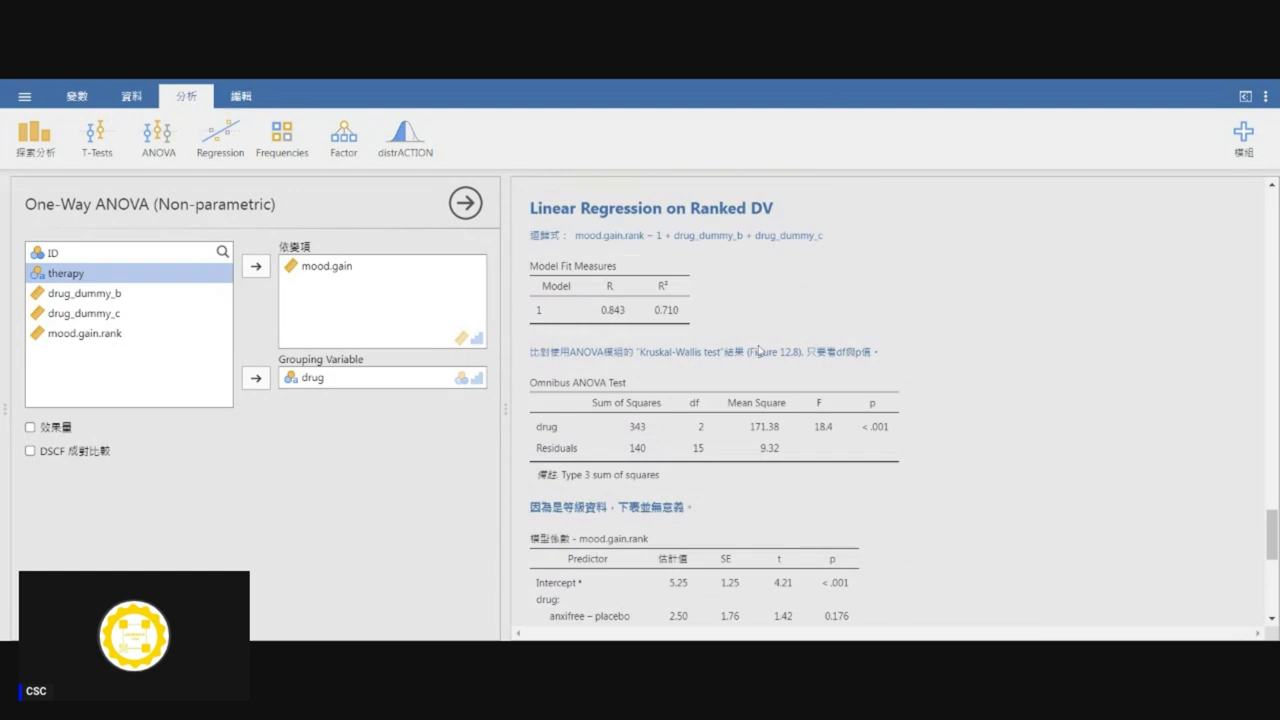 變數 資料 分析 編輯
探索分析 T-Tests ANOVA Regression Frequencies Factor distrACTION 模組
One-Way ANOVA (Non-parametric)
ID
therapy
drug_dummy_b
drug_dummy_c
mood.gain.rank
依變項
mood.gain
Grouping Variable
drug
效果量
DSCF 成對比較
Linear Regression on Ranked DV
迴歸式： mood.gain.rank ~ 1 + drug_dummy_b + drug_dummy_c
Model Fit Measures
Model R R²
1 0.843 0.710
比對使用ANOVA模組的 "Kruskal-Wallis test"結果 (Figure 12.8), 只要看df與p值。
Omnibus ANOVA Test
Sum of Squares df Mean Square F p
drug 343 2 171.38 18.4 < .001
Residuals 140 15 9.32
備註. Type 3 sum of squares
因為是等級資料，下表並無意義。
模型係數 - mood.gain.rank
Predictor 估計值 SE t p
Intercept ᵃ 5.25 1.25 4.21 < .001
drug:
anxifree – placebo 2.50 1.76 1.42 0.176
CSC